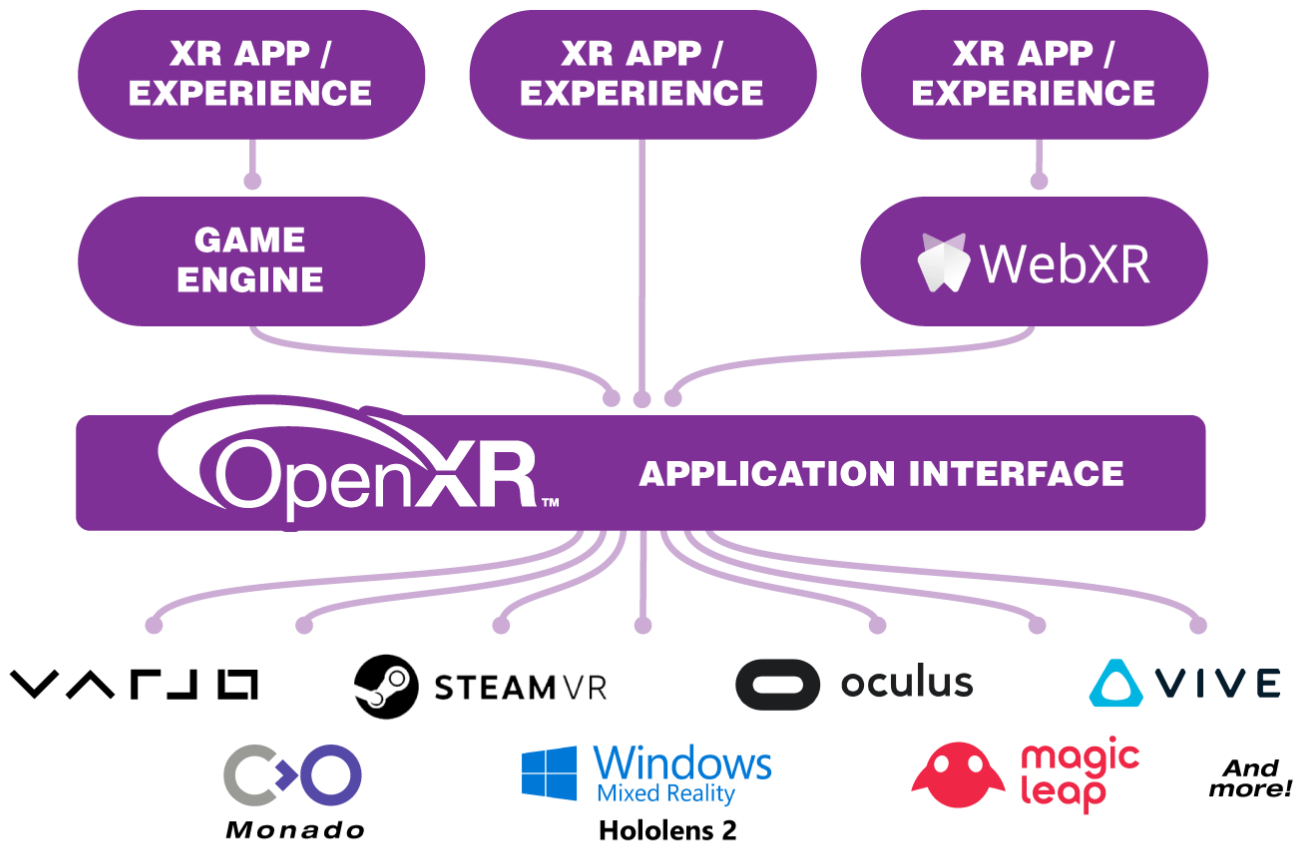 XR APP /
EXPERIENCE
XR APP /
EXPERIENCE
XR APP /
EXPERIENCE
GAME
ENGINE
WebXR
OpenXR™
APPLICATION INTERFACE
VARJO
STEAMVR
oculus
VIVE
Monado
Windows
Mixed Reality
Hololens 2
magic
leap
And
more!